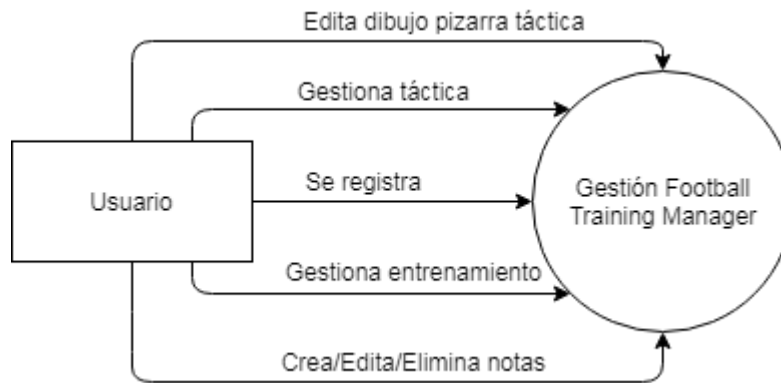 Edita dibujo pizarra táctica
Gestiona táctica
Usuario
Se registra
Gestión Football
Training Manager
Gestiona entrenamiento
Crea/Edita/Elimina notas